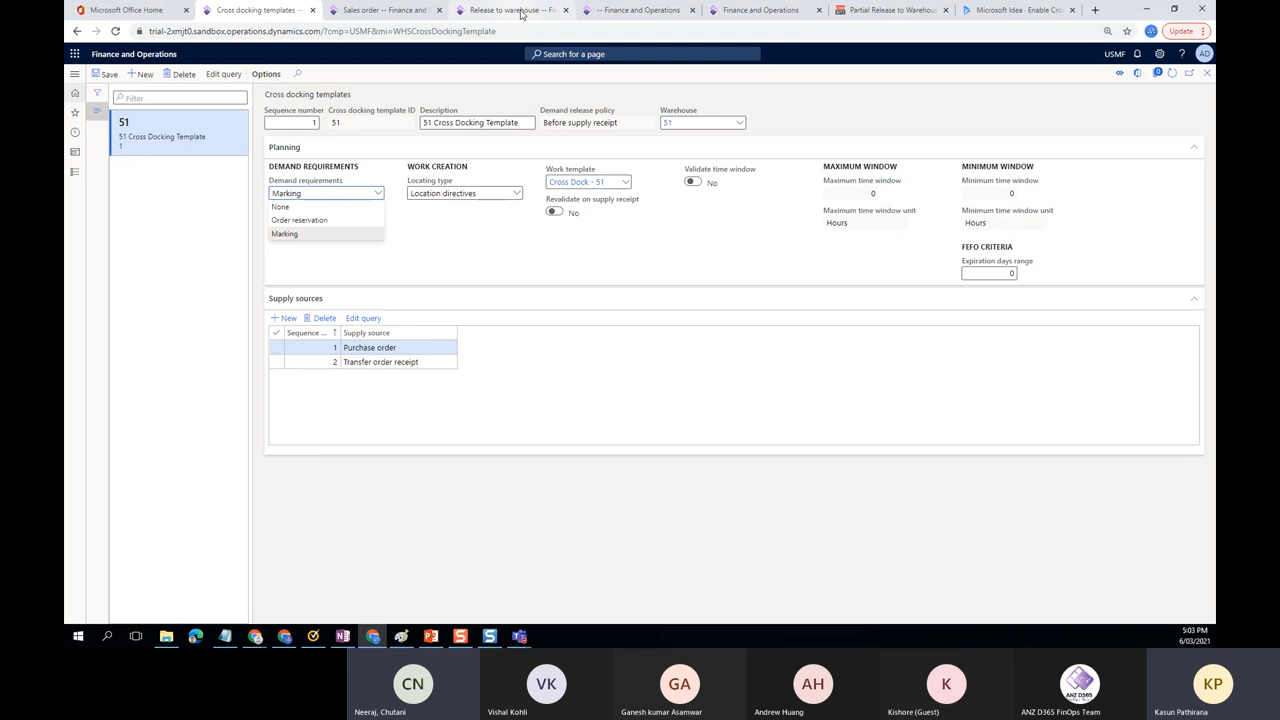 Microsoft Office Home
Cross docking templates --
Sales order -- Finance and
Release to warehouse -- Fi
-- Finance and Operations
Finance and Operations
Partial Release to Warehous
Microsoft Idea - Enable Cro
trial-2xmjt0.sandbox.operations.dynamics.com/?cmp=USMF&mi=WHSCrossDockingTemplate
Update
Finance and Operations
Search for a page
USMF
AD
Save
New
Delete
Edit query
Options
0
Filter
51
51 Cross Docking Template
1
Cross docking templates
Sequence number
Cross docking template ID
Description
Demand release policy
Warehouse
1
51
51 Cross Docking Template
Before supply receipt
51
Planning
DEMAND REQUIREMENTS
Demand requirements
Marking
None
Order reservation
Marking
WORK CREATION
Locating type
Location directives
Work template
Cross Dock - 51
Revalidate on supply receipt
No
Validate time window
No
MAXIMUM WINDOW
Maximum time window
0
Maximum time window unit
Hours
MINIMUM WINDOW
Minimum time window
0
Minimum time window unit
Hours
FEFO CRITERIA
Expiration days range
0
Supply sources
New
Delete
Edit query
Sequence ...
Supply source
1
Purchase order
2
Transfer order receipt
5:03 PM
6/03/2021
CN
Neeraj, Chutani
VK
Vishal Kohli
GA
Ganesh kumar Asamwar
AH
Andrew Huang
K
Kishore (Guest)
ANZ D365
ANZ D365 FinOps Team
KP
Kasun Pathirana